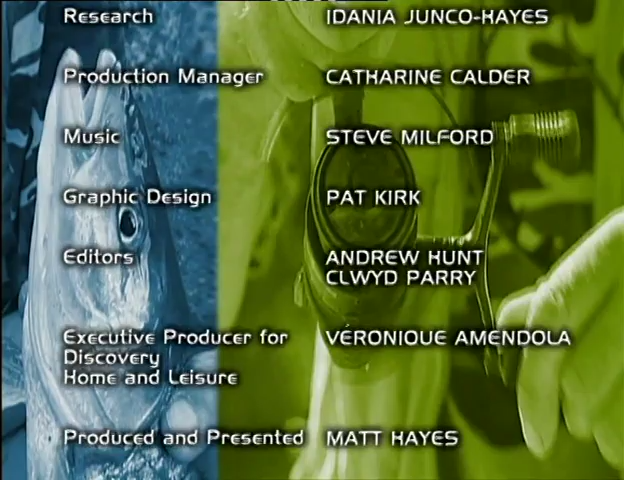 Research IDANIA JUNCO-HAYES
Production Manager CATHARINE CALDER
Music STEVE MILFORD
Graphic Design PAT KIRK
Editors ANDREW HUNT
CLWYD PARRY
Executive Producer for VÉRONIQUE AMENDOLA
Discovery
Home and Leisure
Produced and Presented MATT HAYES